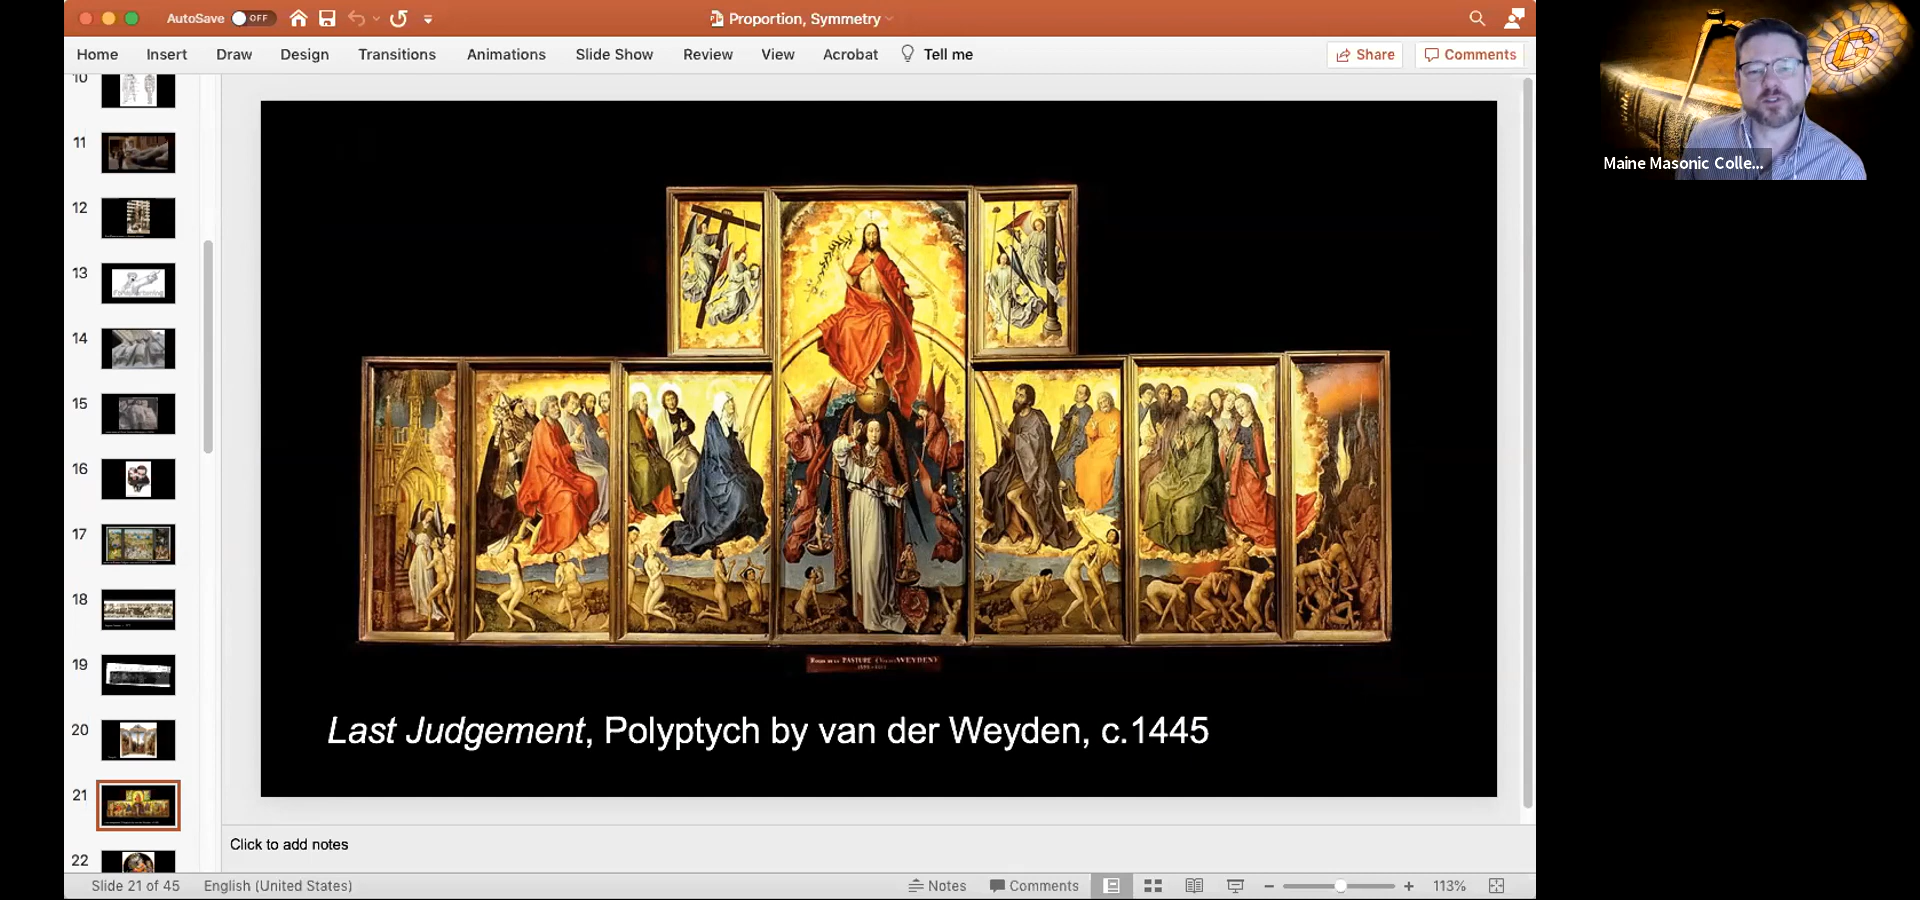 AutoSave OFF
Proportion, Symmetry
Home Insert Draw Design Transitions Animations Slide Show Review View Acrobat Tell me
Share Comments
Maine Masonic Colle...
10
11
12
13
14
15
16
17
18
19
20
21
22
WEYDEN)
Last Judgement, Polyptych by van der Weyden, c.1445
Click to add notes
Slide 21 of 45 English (United States)
Notes Comments
113%